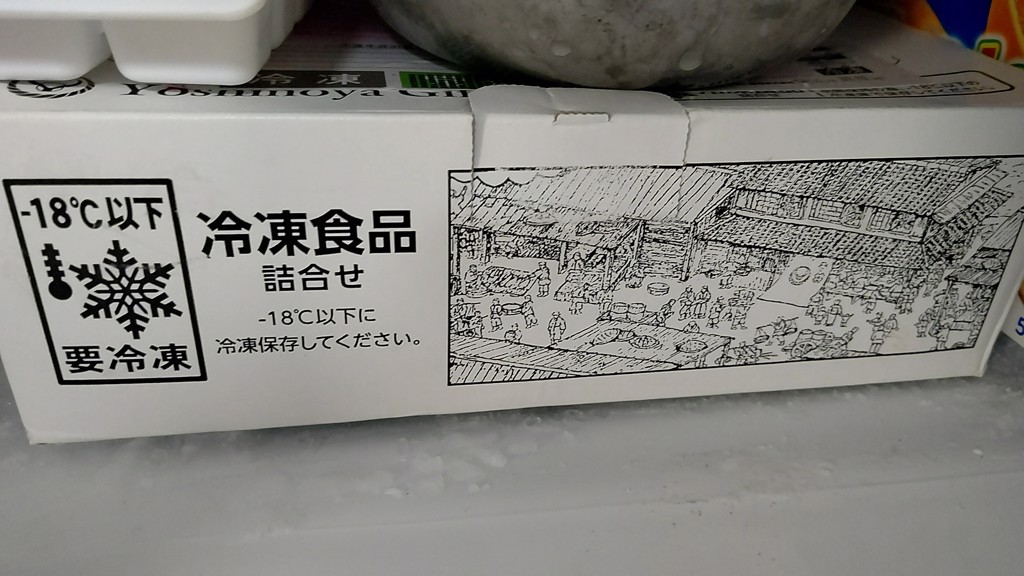 冷凍
Yoshinoya
-18℃以下
要冷凍
冷凍食品
詰合せ
-18℃以下に
冷凍保存してください。